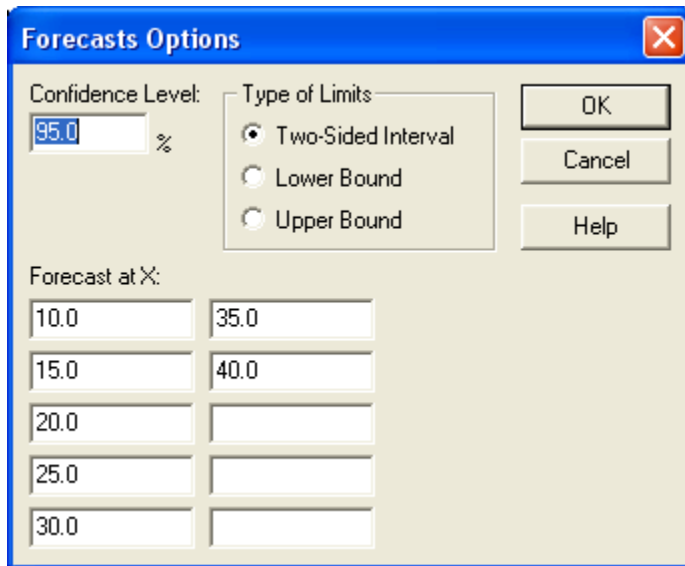 Forecasts Options
Confidence Level:
95.0 %
Type of Limits
Two-Sided Interval
Lower Bound
Upper Bound
OK
Cancel
Help
Forecast at X:
10.0 35.0
15.0 40.0
20.0
25.0
30.0